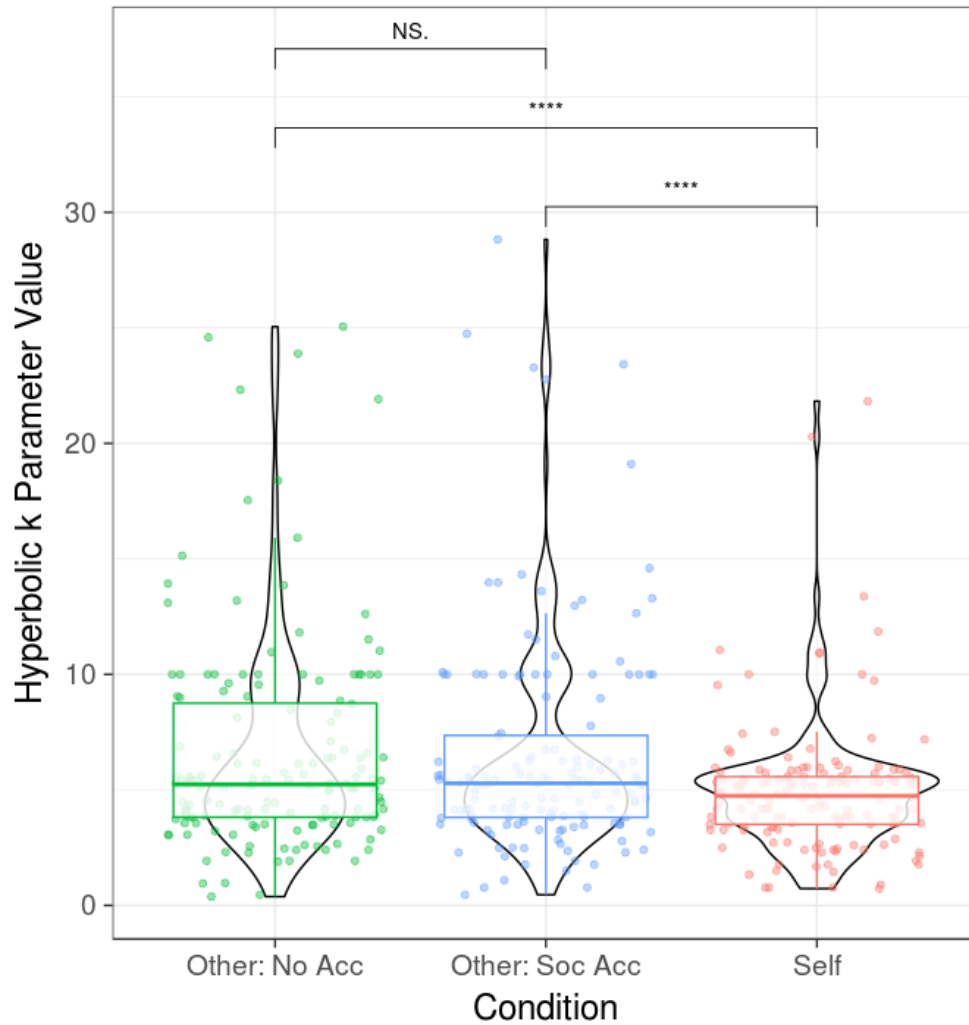 NS.
****
****
30
20
10
0
Hyperbolic k Parameter Value
Other: No Acc
Other: Soc Acc
Self
Condition